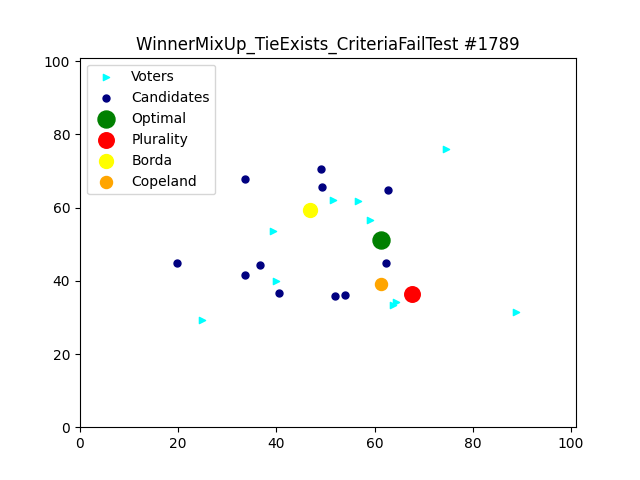 WinnerMixUp_TieExists_CriteriaFailTest #1789
Voters
Candidates
Optimal
Plurality
Borda
Copeland
100
80
60
40
20
0
0 20 40 60 80 100